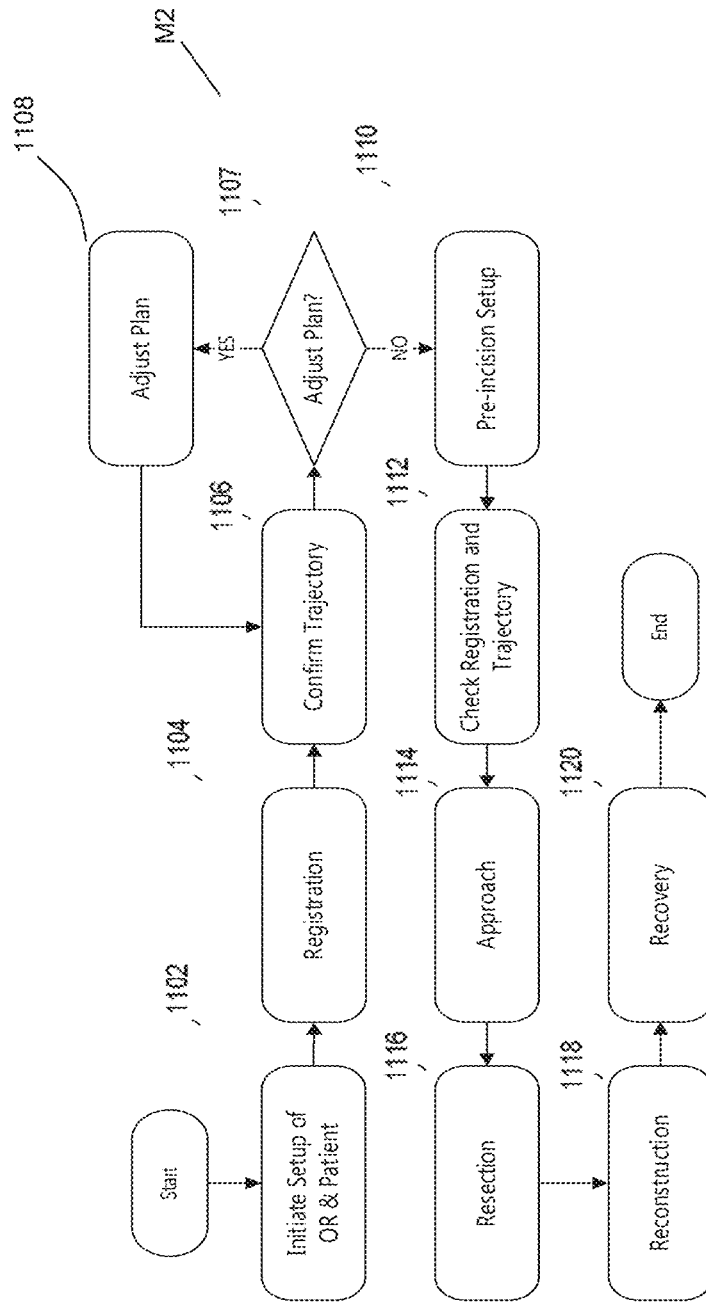 M2
Start
1102
Initiate Setup of
OR & Patient
1104
Registration
1106
Confirm Trajectory
1107
Adjust Plan?
YES
1108
Adjust Plan
NO
1110
Pre-incision Setup
1112
Check Registration and
Trajectory
1114
Approach
1116
Resection
1118
Reconstruction
1120
Recovery
End